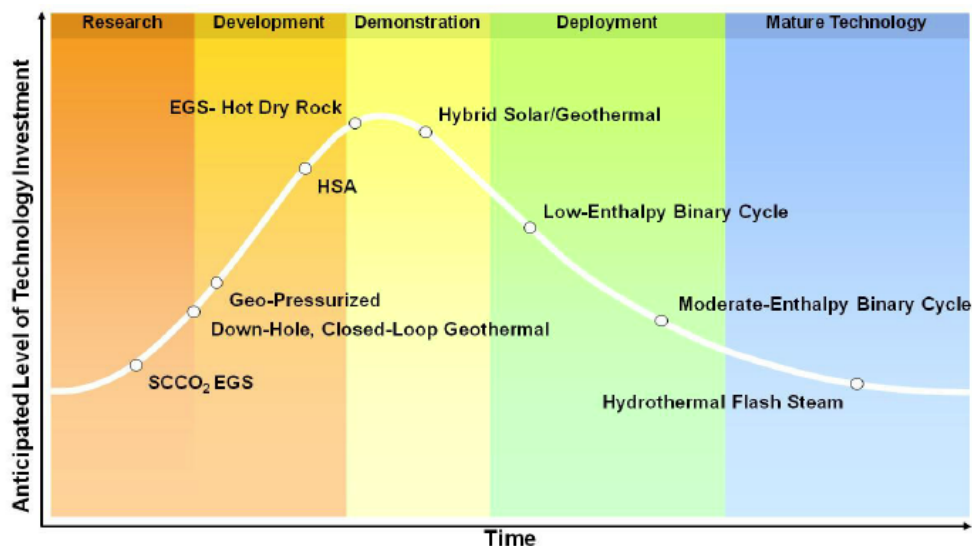 Research Development Demonstration Deployment Mature Technology
Anticipated Level of Technology Investment
EGS- Hot Dry Rock
Hybrid Solar/Geothermal
HSA
Low-Enthalpy Binary Cycle
Geo-Pressurized
Moderate-Enthalpy Binary Cycle
Down-Hole, Closed-Loop Geothermal
SCCO₂ EGS
Hydrothermal Flash Steam
Time